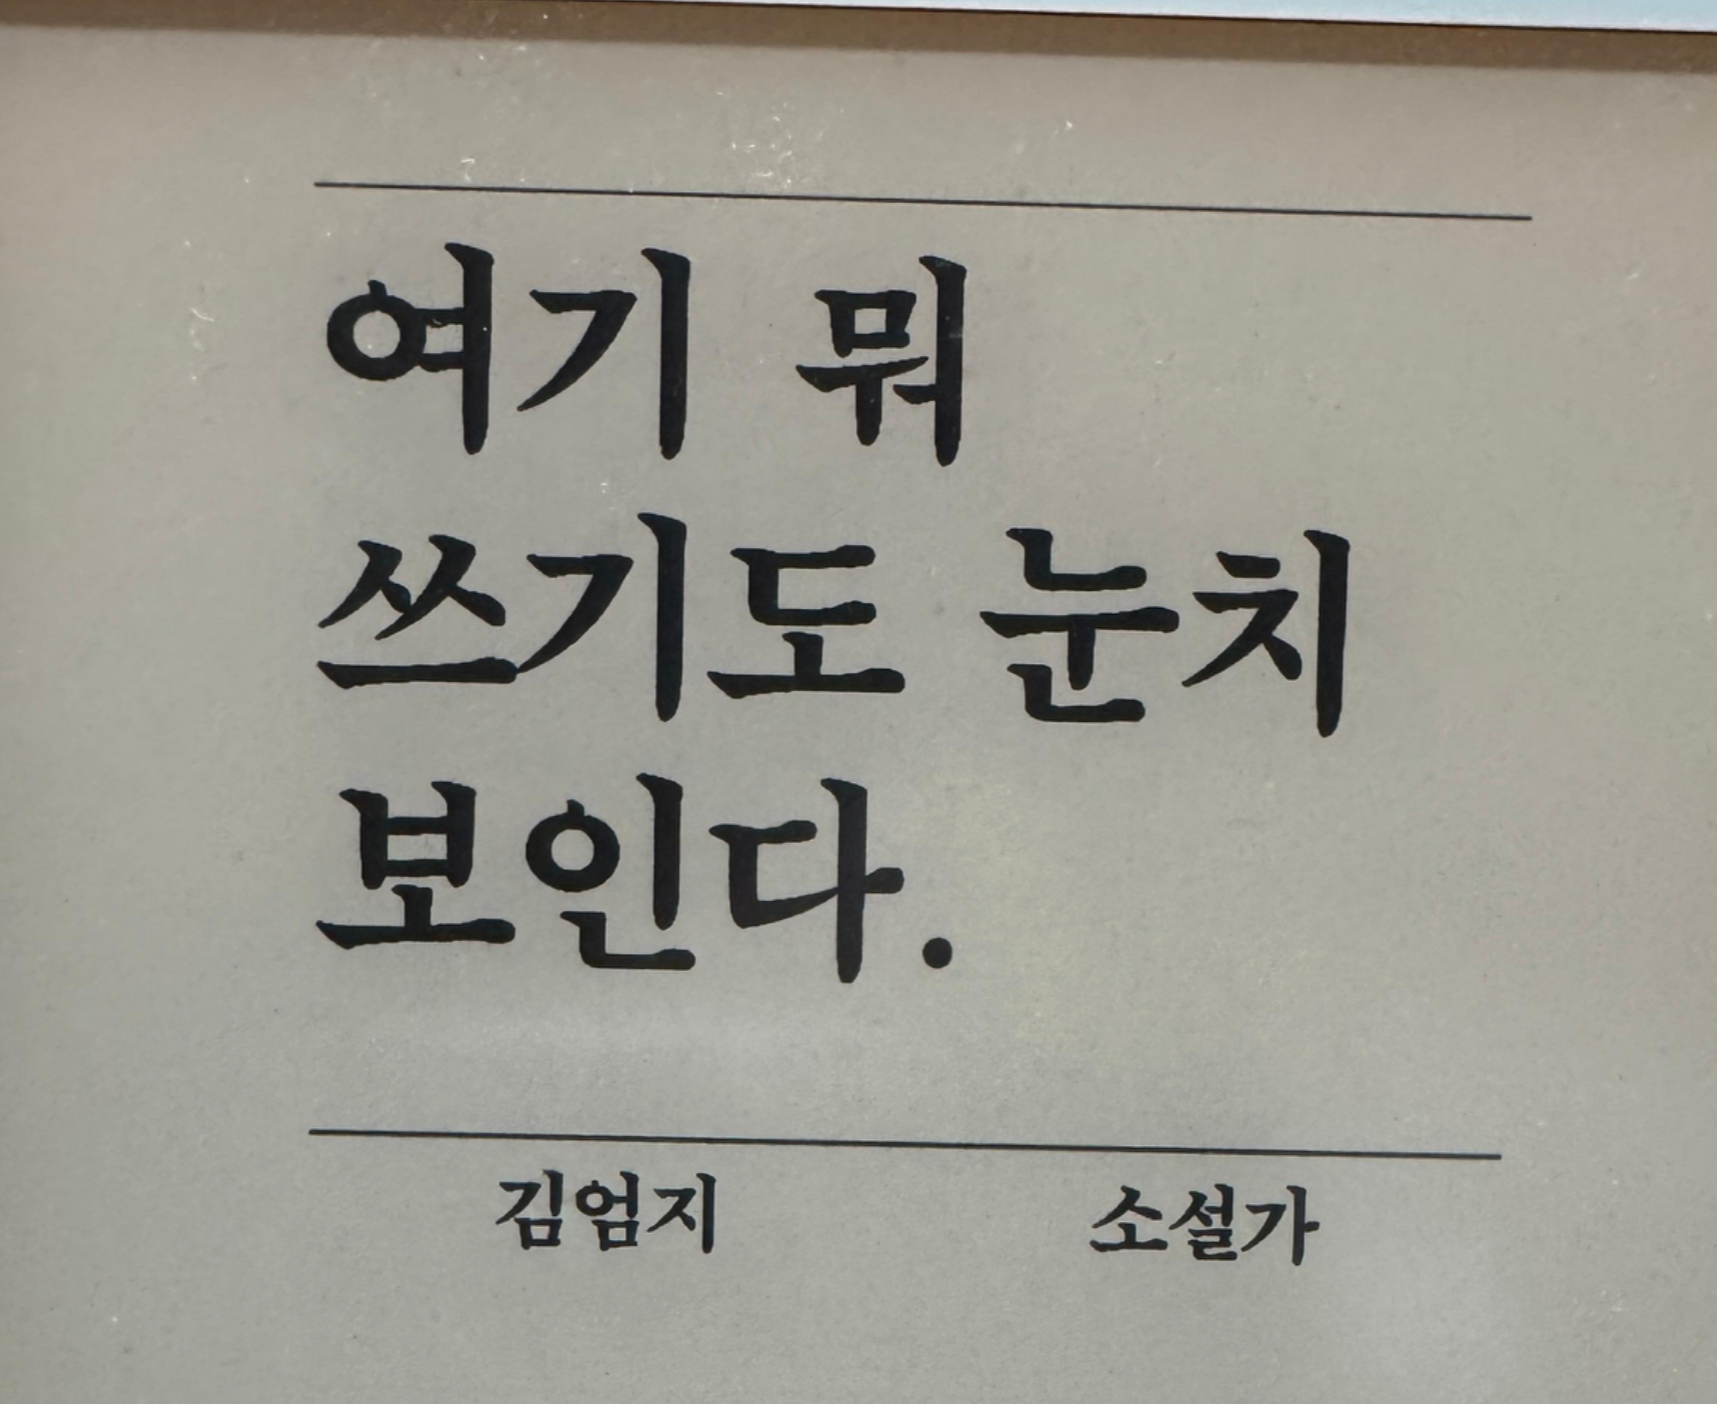 여기 뭐
쓰기도 눈치
보인다.
김엄지 소설가